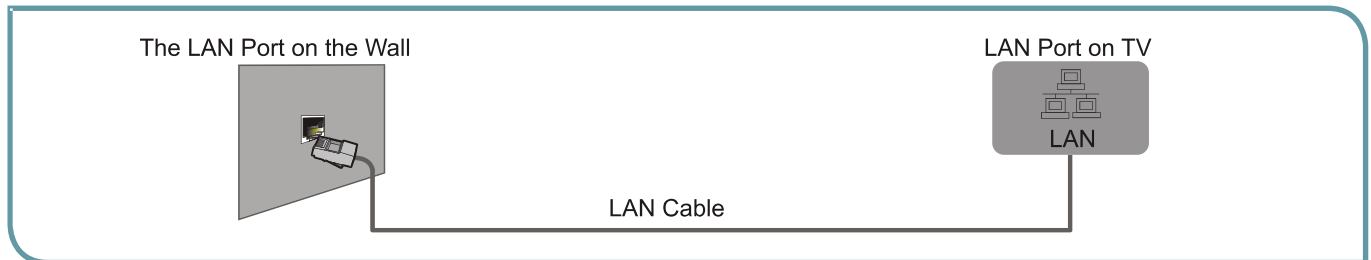 The LAN Port on the Wall
LAN Port on TV
LAN
LAN Cable